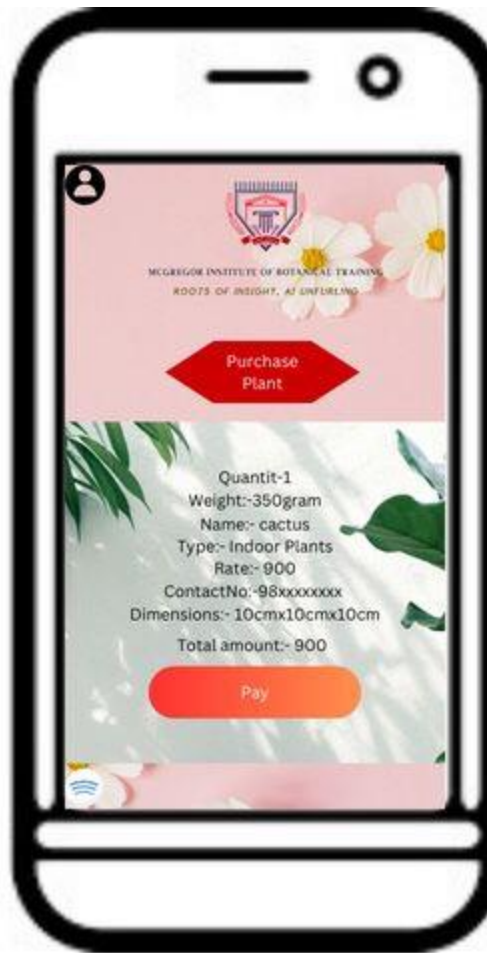 MCGREGOR INSTITUTE OF BOTANICAL TRAINING
ROOTS OF INSIGHT, AI UNFURLING
Purchase
Plant
Quantit-1
Weight:-350gram
Name:- cactus
Type:- Indoor Plants
Rate:- 900
ContactNo:-98xxxxxxxx
Dimensions:- 10cmx10cmx10cm
Total amount:- 900
Pay